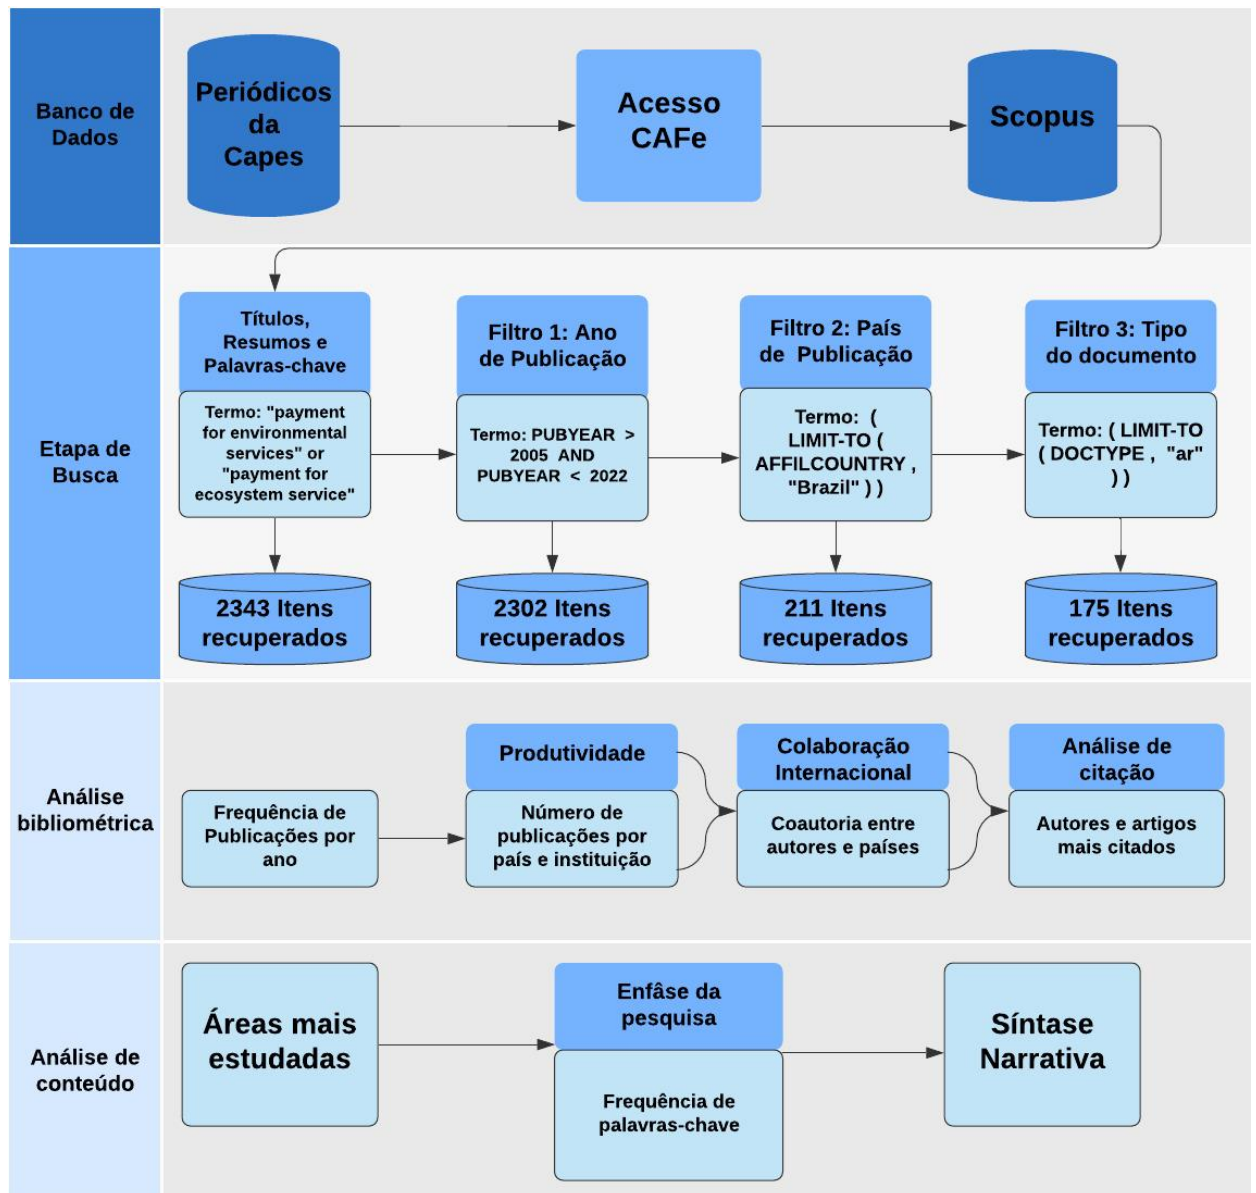 Banco de
Dados
Periódicos
da
Capes
Acesso
CAFe
Scopus
Etapa de
Busca
Títulos,
Resumos e
Palavras-chave
Termo: "payment
for environmental
services" or
"payment for
ecosystem service"
2343 Itens
recuperados
Filtro 1: Ano
de Publicação
Termo: PUBYEAR >
2005 AND
PUBYEAR < 2022
2302 Itens
recuperados
Filtro 2: País
de Publicação
Termo: (
LIMIT-TO (
AFFILCOUNTRY ,
"Brazil" ) )
211 Itens
recuperados
Filtro 3: Tipo
do documento
Termo: ( LIMIT-TO
( DOCTYPE , "ar"
) )
175 Itens
recuperados
Análise
bibliométrica
Frequência de
Publicações por
ano
Produtividade
Número de
publicações por
país e instituição
Colaboração
Internacional
Coautoria entre
autores e países
Análise de
citação
Autores e artigos
mais citados
Análise de
conteúdo
Áreas mais
estudadas
Enfâse da
pesquisa
Frequência de
palavras-chave
Síntase
Narrativa